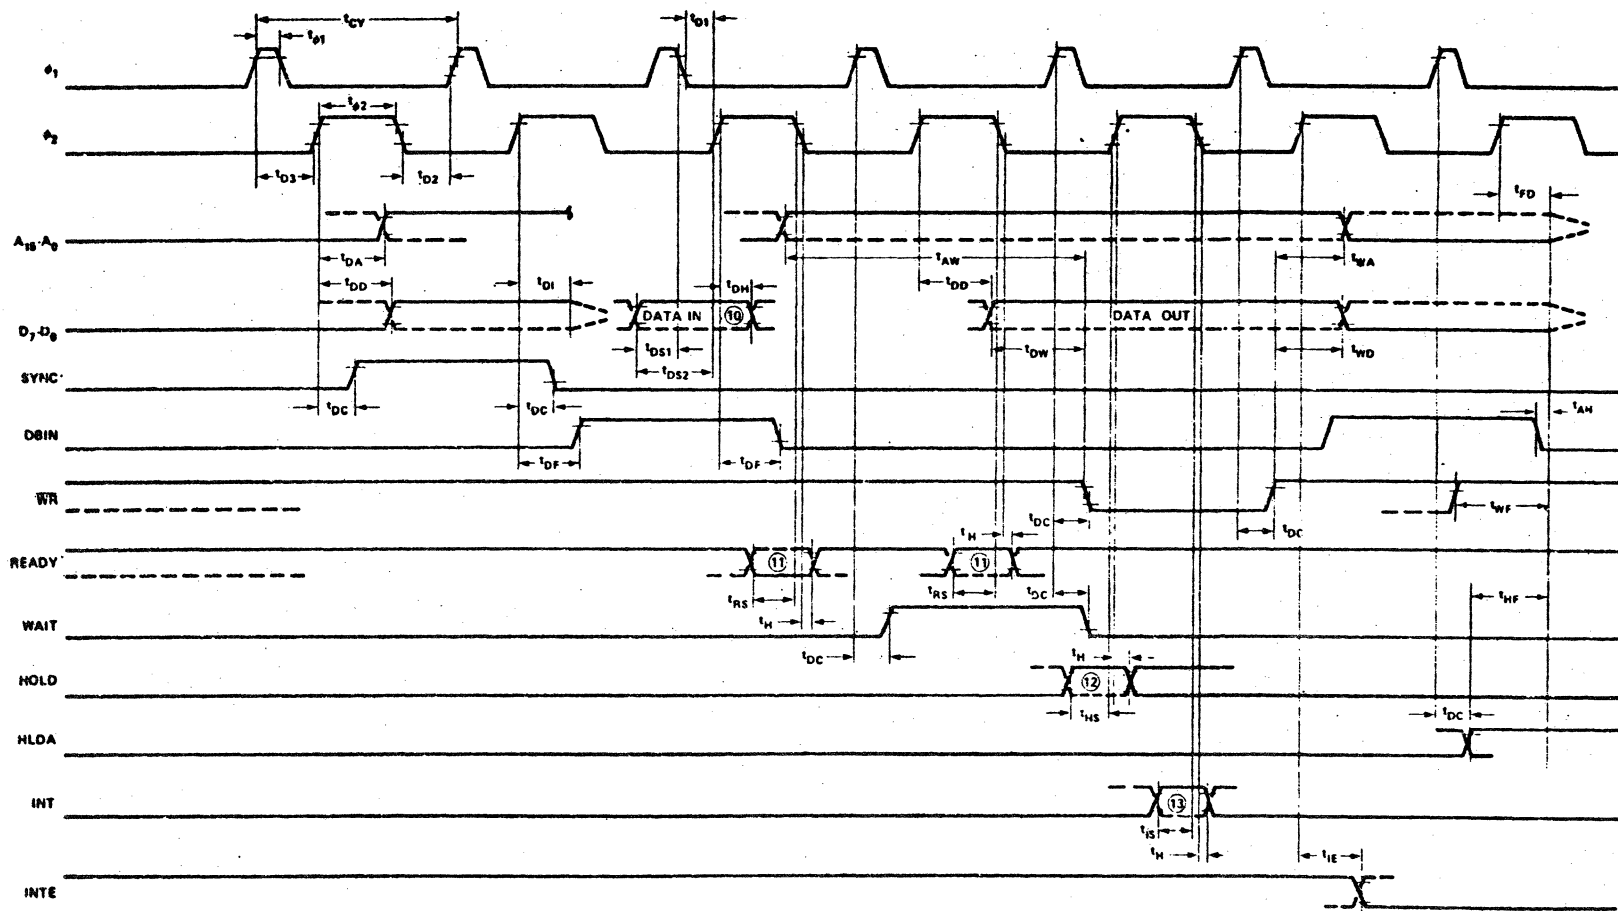 tCY
tD1
tϕ1
ϕ1
tϕ2
ϕ2
tD3
tD2
tFD
A15-A0
tDA
tAW
tWA
tDD
tDI
tDH
tDD
D7-D0
DATA IN
10
DATA OUT
tDS1
tDW
tWD
tDS2
SYNC
tDC
tDC
tAH
DBIN
tDF
tDF
WR
tWF
tDC
tDC
tH
READY
11
11
tRS
tRS
tDC
tHF
tH
WAIT
tDC
tH
HOLD
12
tHS
tDC
HLDA
INT
13
tIS
tH
tIE
INTE